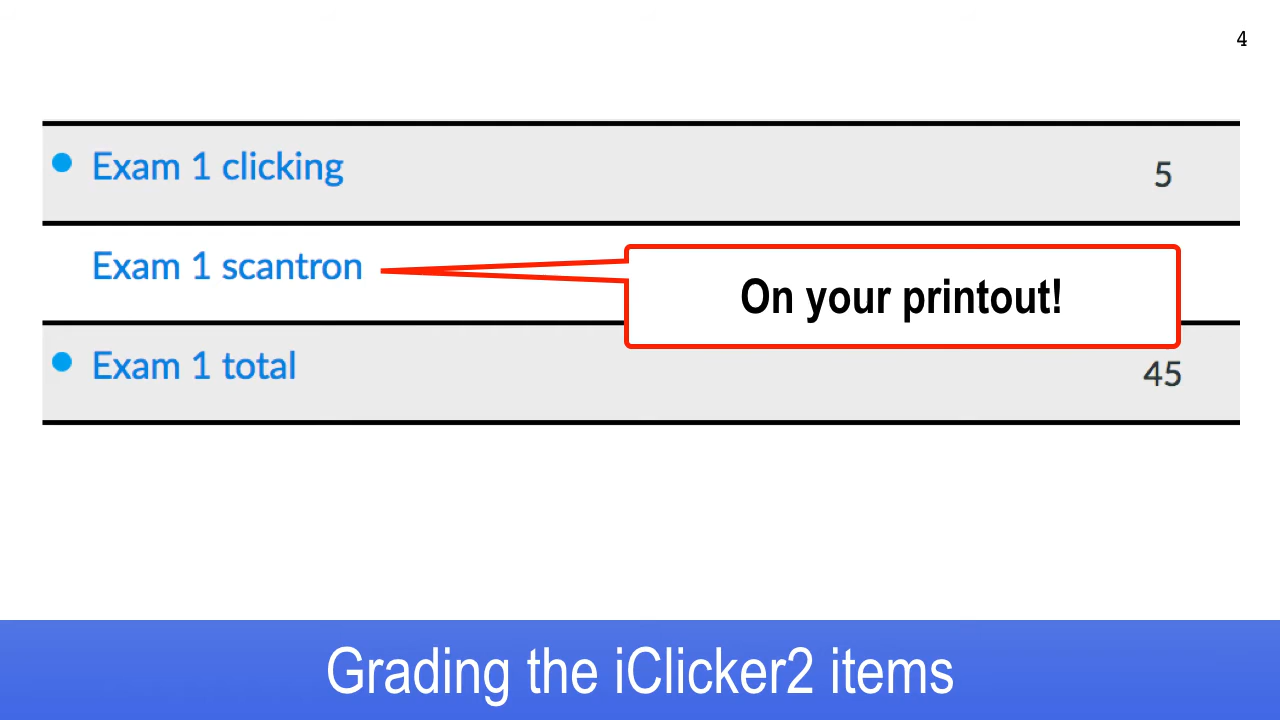 4
Exam 1 clicking 5
Exam 1 scantron
On your printout!
Exam 1 total 45
Grading the iClicker2 items